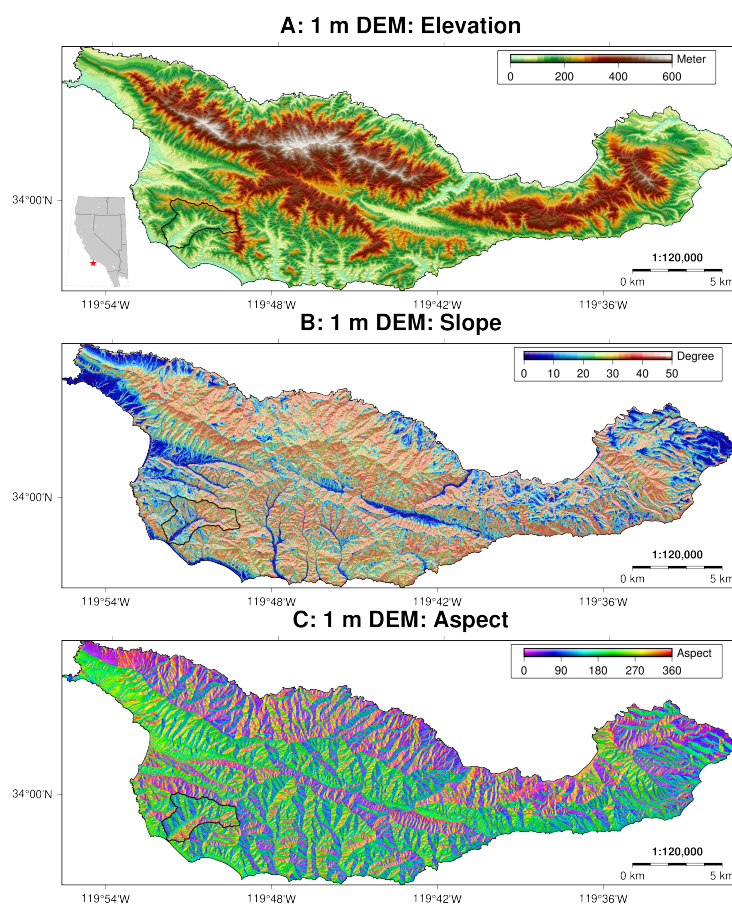 A: 1 m DEM: Elevation
Meter
0 200 400 600
34°00'N
1:120,000
0 km 5 km
119°54'W 119°48'W 119°42'W 119°36'W
B: 1 m DEM: Slope
Degree
0 10 20 30 40 50
34°00'N
1:120,000
0 km 5 km
119°54'W 119°48'W 119°42'W 119°36'W
C: 1 m DEM: Aspect
Aspect
0 90 180 270 360
34°00'N
1:120,000
0 km 5 km
119°54'W 119°48'W 119°42'W 119°36'W